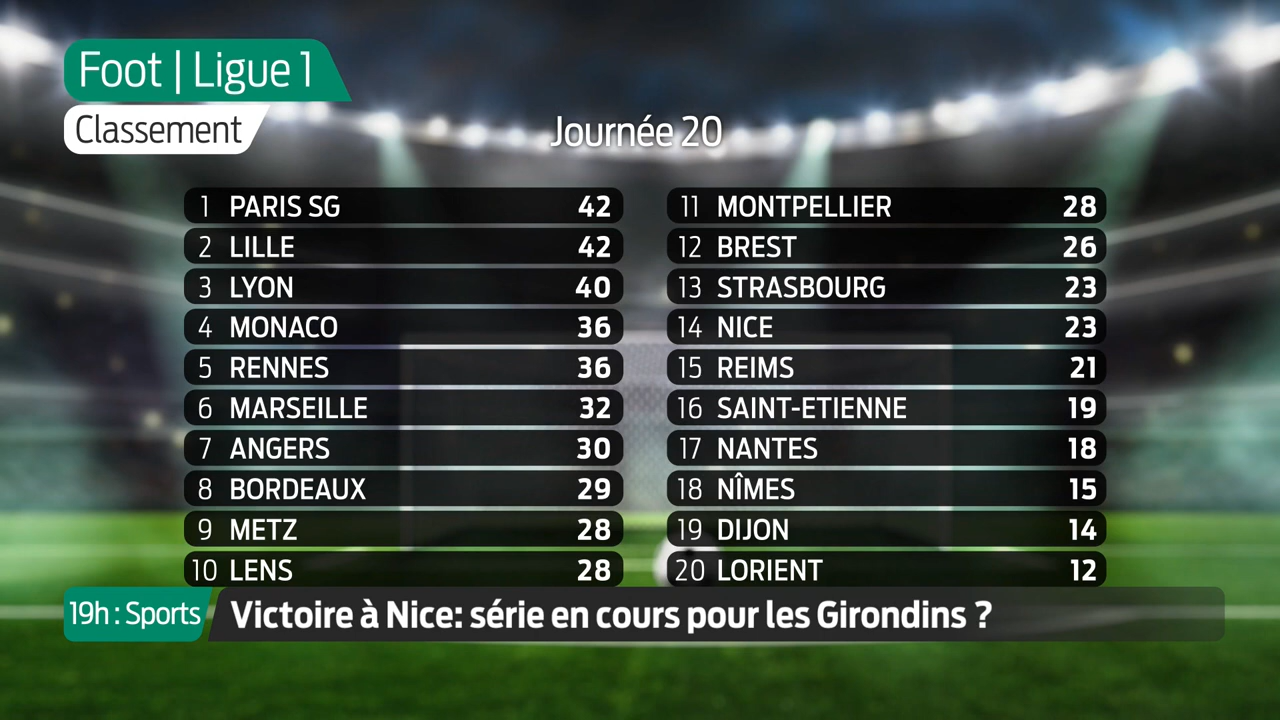 Foot | Ligue 1
Classement
Journée 20
1 PARIS SG 42
2 LILLE 42
3 LYON 40
4 MONACO 36
5 RENNES 36
6 MARSEILLE 32
7 ANGERS 30
8 BORDEAUX 29
9 METZ 28
10 LENS 28
11 MONTPELLIER 28
12 BREST 26
13 STRASBOURG 23
14 NICE 23
15 REIMS 21
16 SAINT-ETIENNE 19
17 NANTES 18
18 NÎMES 15
19 DIJON 14
20 LORIENT 12
19h : Sports
Victoire à Nice: série en cours pour les Girondins ?